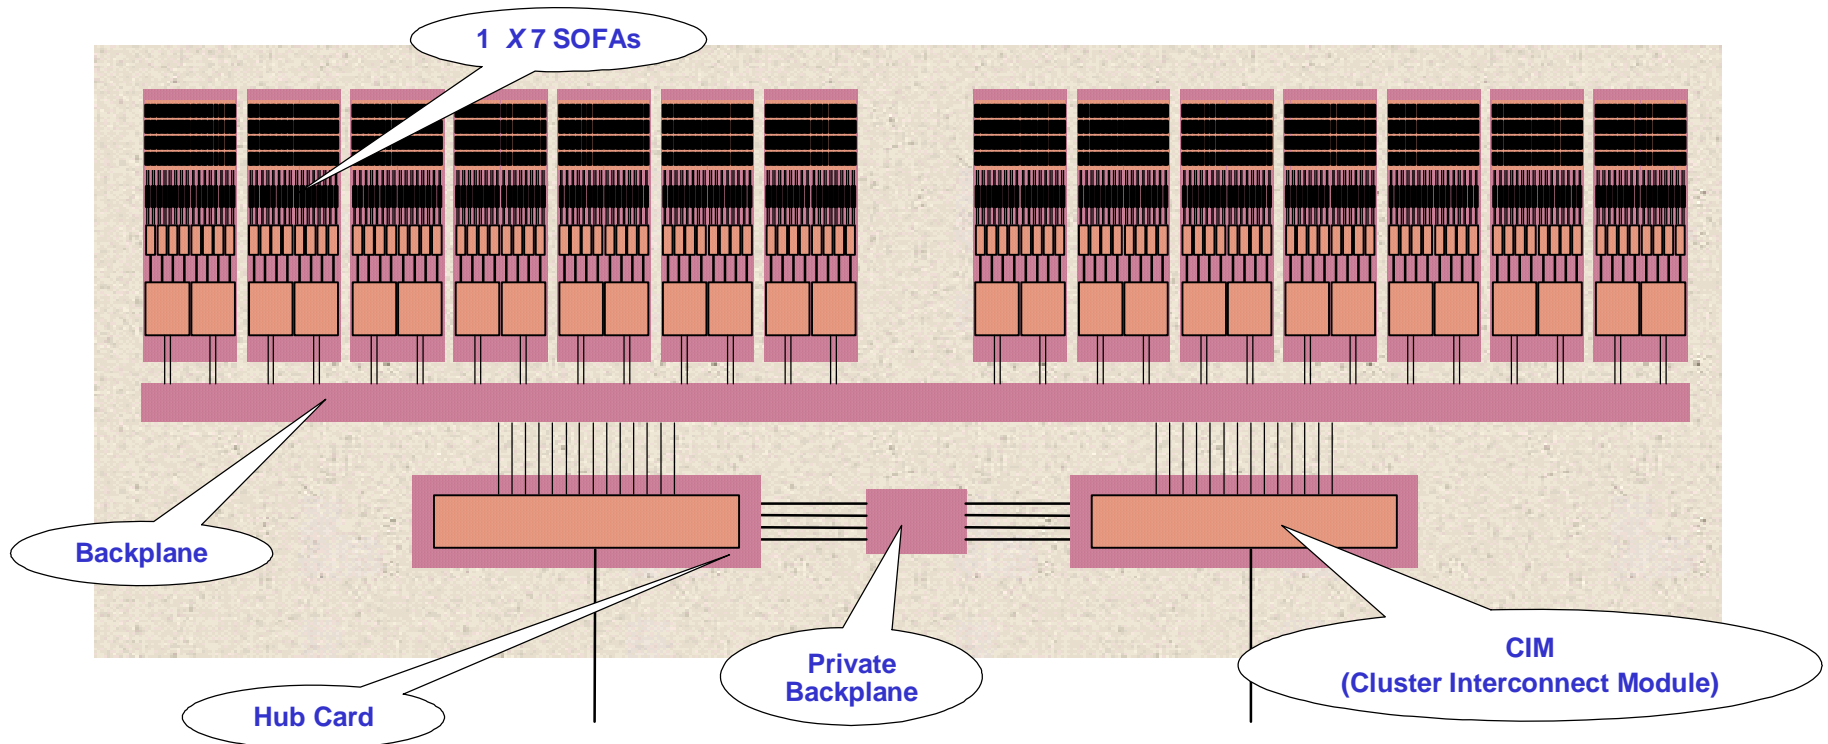 1 X 7 SOFAs
Backplane
Private
Backplane
CIM
(Cluster Interconnect Module)
Hub Card